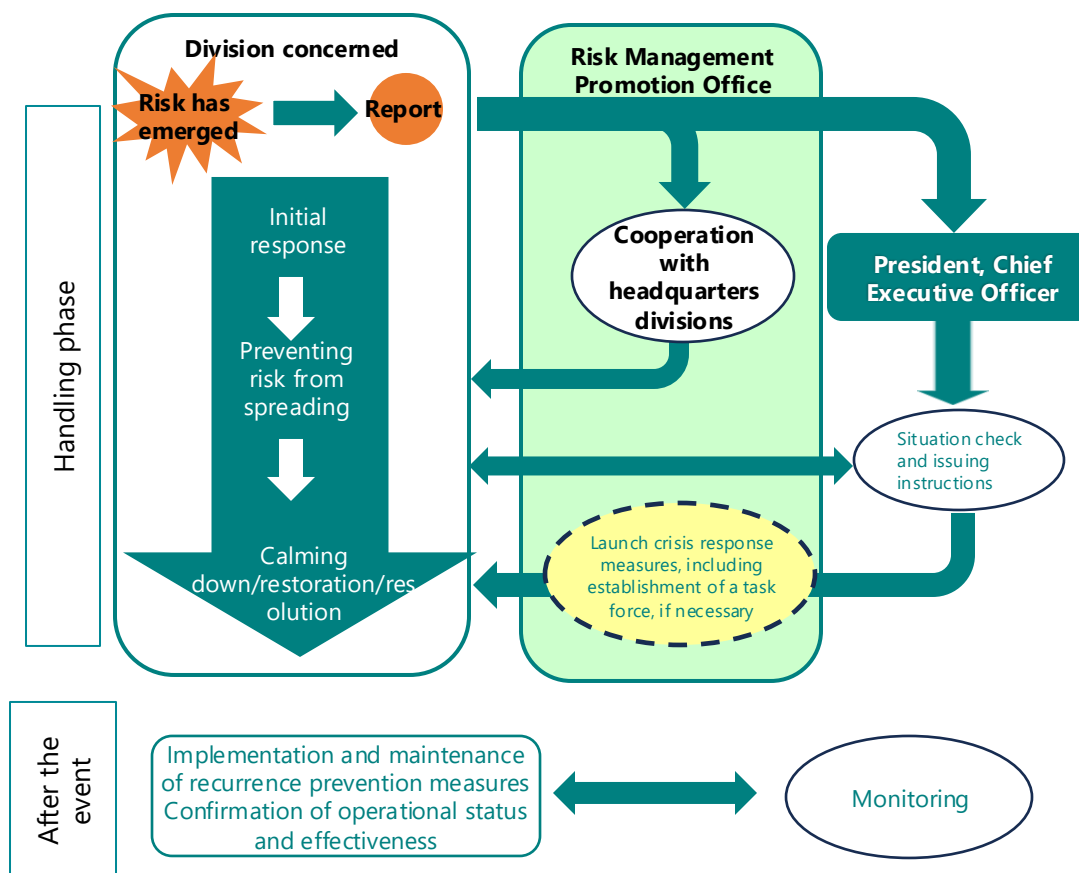 Division concerned
Risk has
emerged
Report
Risk Management
Promotion Office
Handling phase
Initial
response
Preventing
risk from
spreading
Calming
down/restoration/res
olution
Cooperation
with
headquarters
divisions
President, Chief
Executive Officer
Situation check
and issuing
instructions
Launch crisis response
measures, including
establishment of a task
force, if necessary
After the
event
Implementation and maintenance
of recurrence prevention measures
Confirmation of operational status
and effectiveness
Monitoring